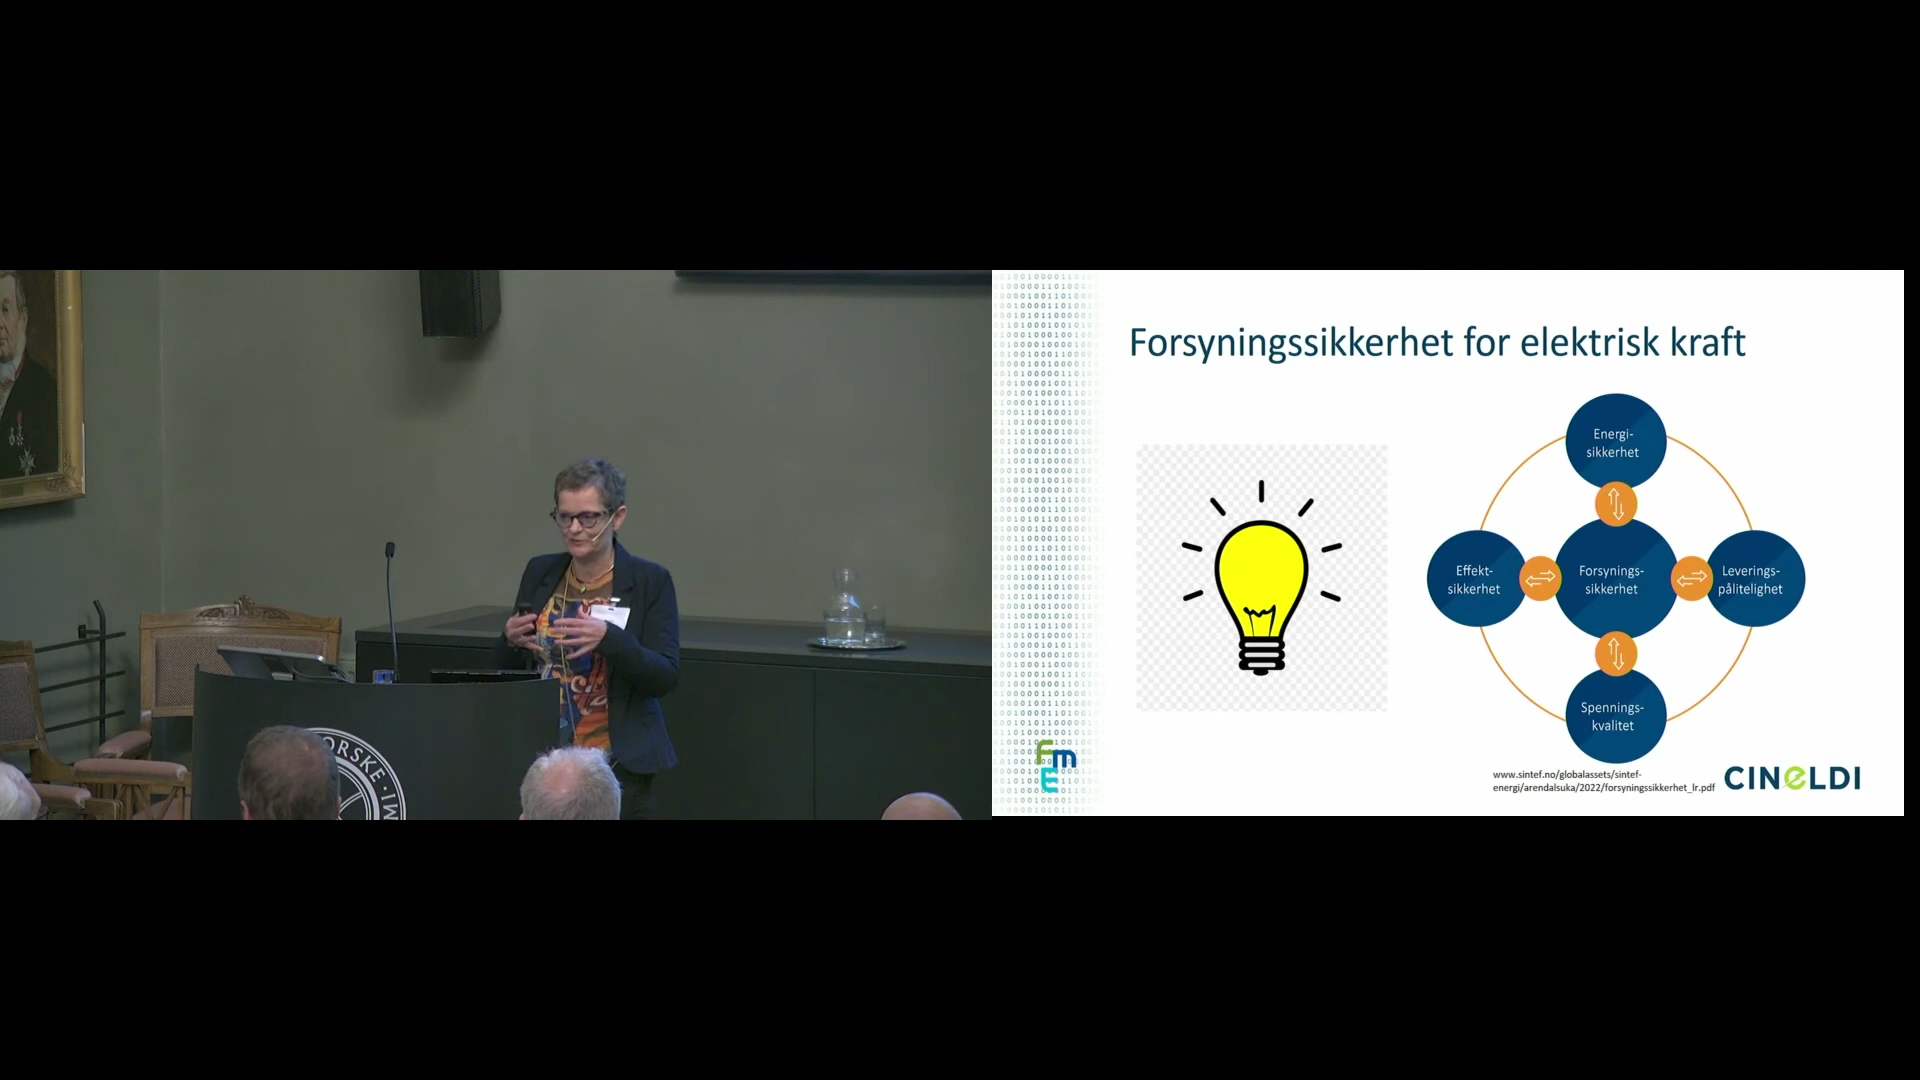 Forsyningssikkerhet for elektrisk kraft
Energi-
sikkerhet
Effekt-
sikkerhet
Forsynings-
sikkerhet
Leverings-
pålitelighet
Spennings-
kvalitet
www.sintef.no/globalassets/sintef-
energi/arendalsuka/2022/forsyningssikkerhet_lr.pdf
CINELDI
FmE
ORSKE